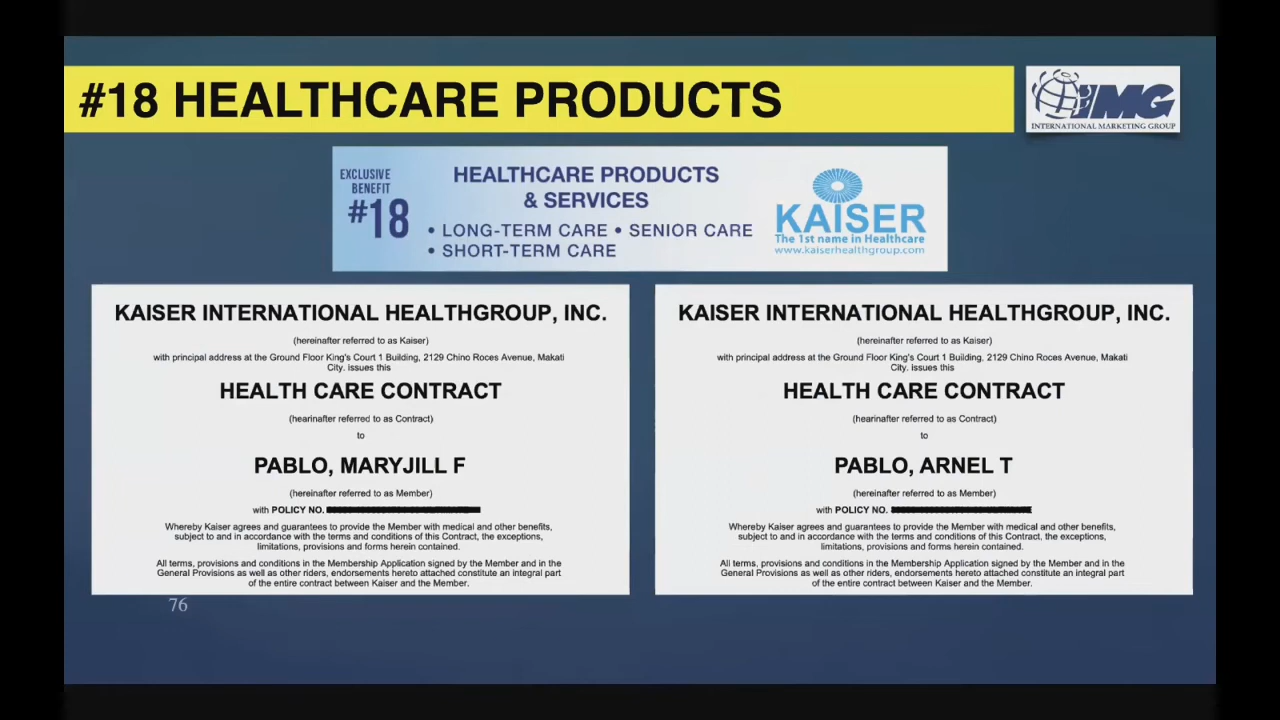 #18 HEALTHCARE PRODUCTS
IMG
INTERNATIONAL MARKETING GROUP
EXCLUSIVE
BENEFIT
#18
HEALTHCARE PRODUCTS
& SERVICES
• LONG-TERM CARE • SENIOR CARE
• SHORT-TERM CARE
KAISER
The 1st name in Healthcare
www.kaiserhealthgroup.com
KAISER INTERNATIONAL HEALTHGROUP, INC.
(hereinafter referred to as Kaiser)
with principal address at the Ground Floor King's Court 1 Building, 2129 Chino Roces Avenue, Makati
City. issues this
HEALTH CARE CONTRACT
(hearinafter referred to as Contract)
to
PABLO, MARYJILL F
(hereinafter referred to as Member)
with POLICY NO.
Whereby Kaiser agrees and guarantees to provide the Member with medical and other benefits,
subject to and in accordance with the terms and conditions of this Contract, the exceptions,
limitations, provisions and forms herein contained.
All terms, provisions and conditions in the Membership Application signed by the Member and in the
General Provisions as well as other riders, endorsements hereto attached constitute an integral part
of the entire contract between Kaiser and the Member.
KAISER INTERNATIONAL HEALTHGROUP, INC.
(hereinafter referred to as Kaiser)
with principal address at the Ground Floor King's Court 1 Building, 2129 Chino Roces Avenue, Makati
City. issues this
HEALTH CARE CONTRACT
(hearinafter referred to as Contract)
to
PABLO, ARNEL T
(hereinafter referred to as Member)
with POLICY NO.
Whereby Kaiser agrees and guarantees to provide the Member with medical and other benefits,
subject to and in accordance with the terms and conditions of this Contract, the exceptions,
limitations, provisions and forms herein contained.
All terms, provisions and conditions in the Membership Application signed by the Member and in the
General Provisions as well as other riders, endorsements hereto attached constitute an integral part
of the entire contract between Kaiser and the Member.
76